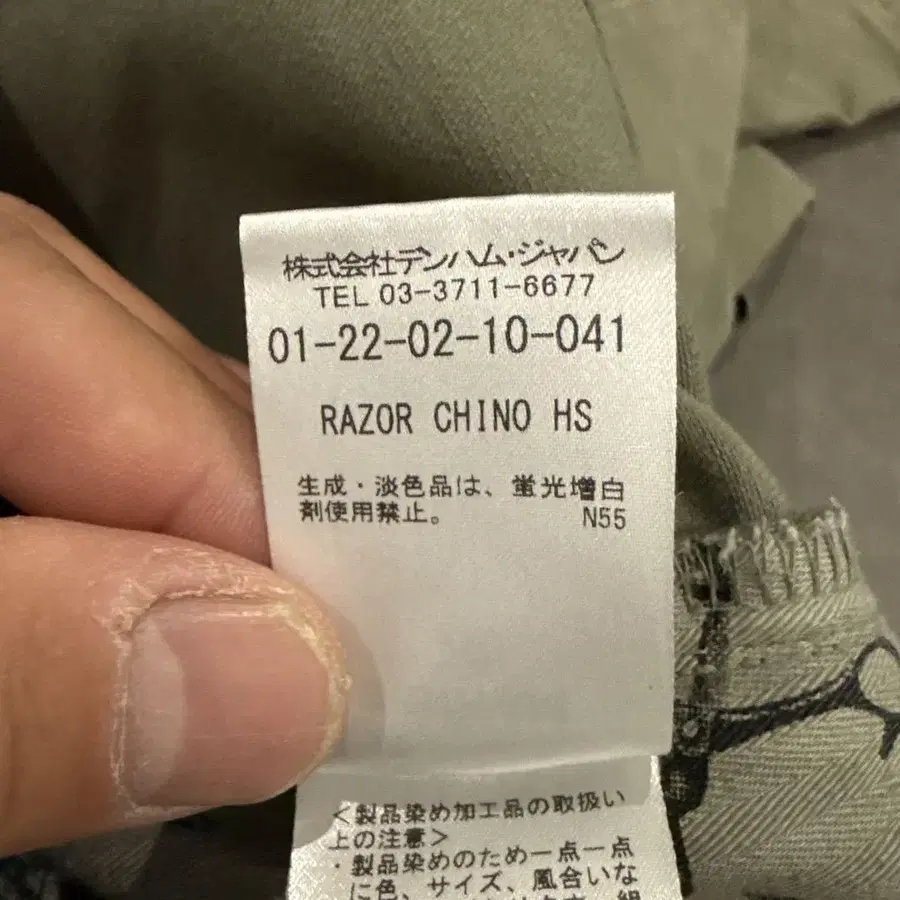 株式会社デンハム・ジャパン
TEL 03-3711-6677
01-22-02-10-041
RAZOR CHINO HS
生成・淡色品は、蛍光増白
剤使用禁止。 N55
＜製品染め加工品の取扱い
上の注意＞
・製品染めのため一点一点
に色、サイズ、風合いな